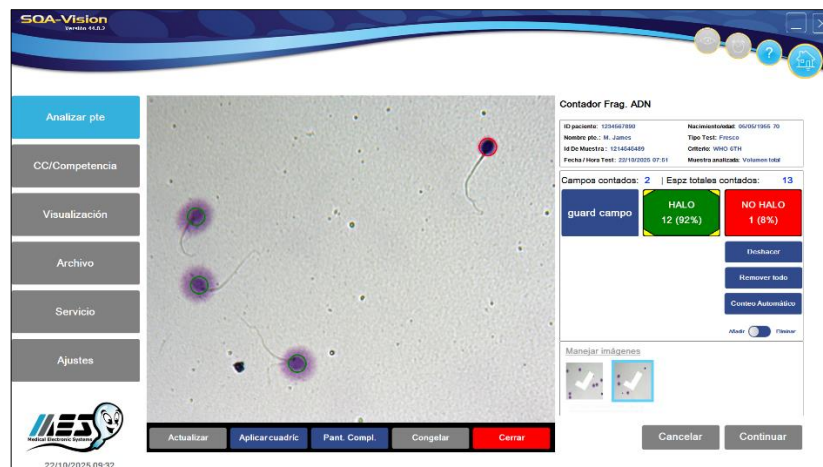 SQA-Vision
Versión 44.0.2
?
Analizar pte
CC/Competencia
Visualización
Archivo
Servicio
Ajustes
MES
Medical Electronic Systems
22/10/2025 09:32
Actualizar
Aplicar cuadríc
Pant. Compl.
Congelar
Cerrar
Contador Frag. ADN
ID paciente: 1234567890 Nacimiento/edad: 05/05/1955 70
Nombre pte.: M. James Tipo Test: Fresco
Id De Muestra: 1214646489 Criterio: WHO 6TH
Fecha / Hora Test: 22/10/2025 07:51 Muestra analizada: Volumen total
Campos contados: 2 | Espz totales contados: 13
guard campo
HALO
12 (92%)
NO HALO
1 (8%)
Deshacer
Remover todo
Conteo Automático
Añadir Eliminar
Manejar imágenes
Cancelar
Continuar